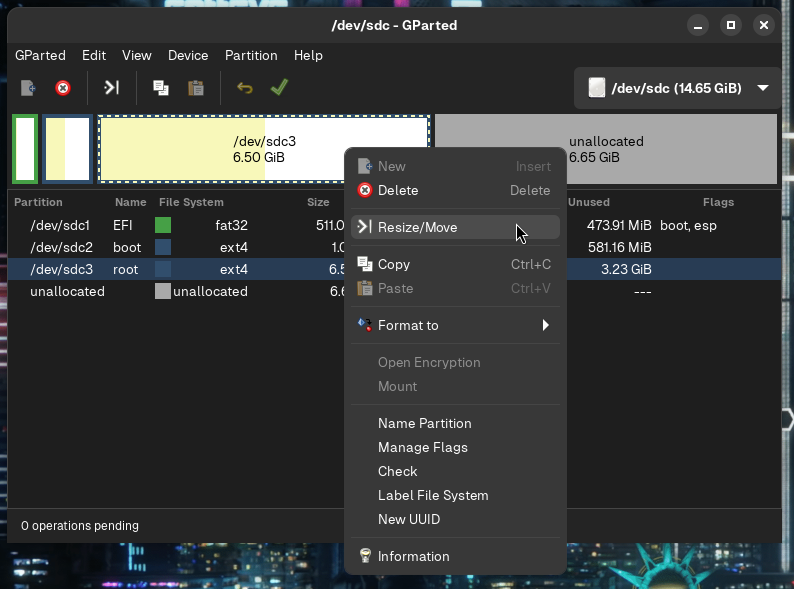 /dev/sdc - GParted
GParted Edit View Device Partition Help
/dev/sdc (14.65 GiB)
/dev/sdc3
6.50 GiB
unallocated
6.65 GiB
Partition Name File System Size Unused Flags
/dev/sdc1 EFI fat32 511.0 473.91 MiB boot, esp
/dev/sdc2 boot ext4 1.0 581.16 MiB
/dev/sdc3 root ext4 6.5 3.23 GiB
unallocated unallocated 6.6 ---
New Insert
Delete Delete
Resize/Move
Copy Ctrl+C
Paste Ctrl+V
Format to
Open Encryption
Mount
Name Partition
Manage Flags
Check
Label File System
New UUID
Information
0 operations pending